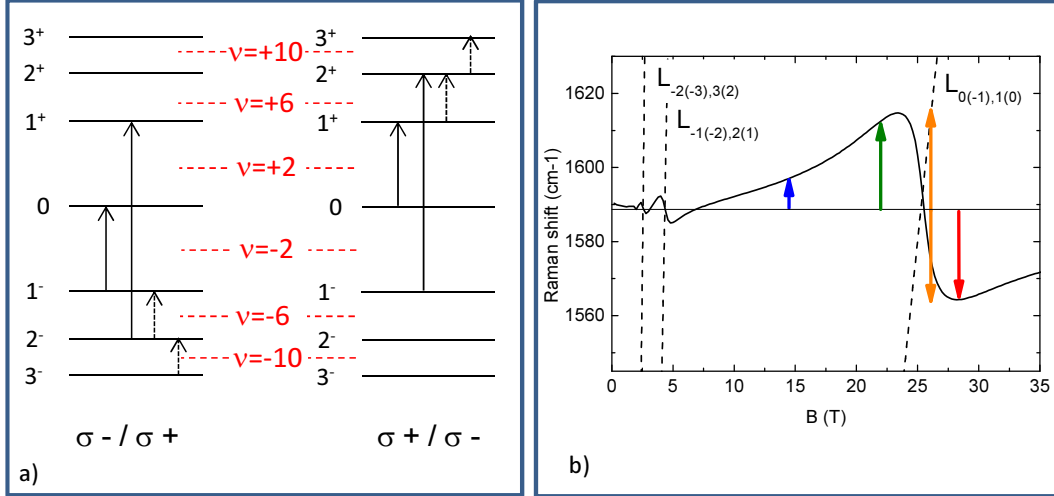 3⁺
2⁺
1⁺
0
1⁻
2⁻
3⁻
ν=+10
ν=+6
ν=+2
ν=-2
ν=-6
ν=-10
3⁺
2⁺
1⁺
0
1⁻
2⁻
3⁻
σ - / σ +
σ + / σ -
a)
Raman shift (cm-1)
1620
1600
1580
1560
L-2(-3),3(2)
L-1(-2),2(1)
L0(-1),1(0)
0 5 10 15 20 25 30 35
B (T)
b)